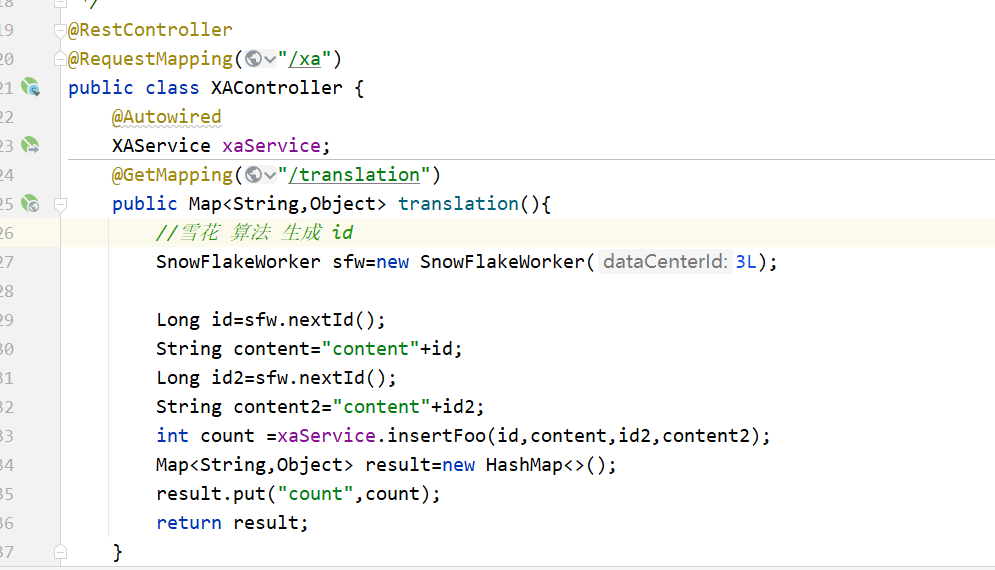 18 */
19 @RestController
20 @RequestMapping("/xa")
21 public class XAController {
22 @Autowired
23 XAService xaService;
24 @GetMapping("/translation")
25 public Map<String,Object> translation(){
26 //雪花 算法 生成 id
27 SnowFlakeWorker sfw=new SnowFlakeWorker( dataCenterId: 3L);
28
29 Long id=sfw.nextId();
30 String content="content"+id;
31 Long id2=sfw.nextId();
32 String content2="content"+id2;
33 int count =xaService.insertFoo(id,content,id2,content2);
34 Map<String,Object> result=new HashMap<>();
35 result.put("count",count);
36 return result;
37 }